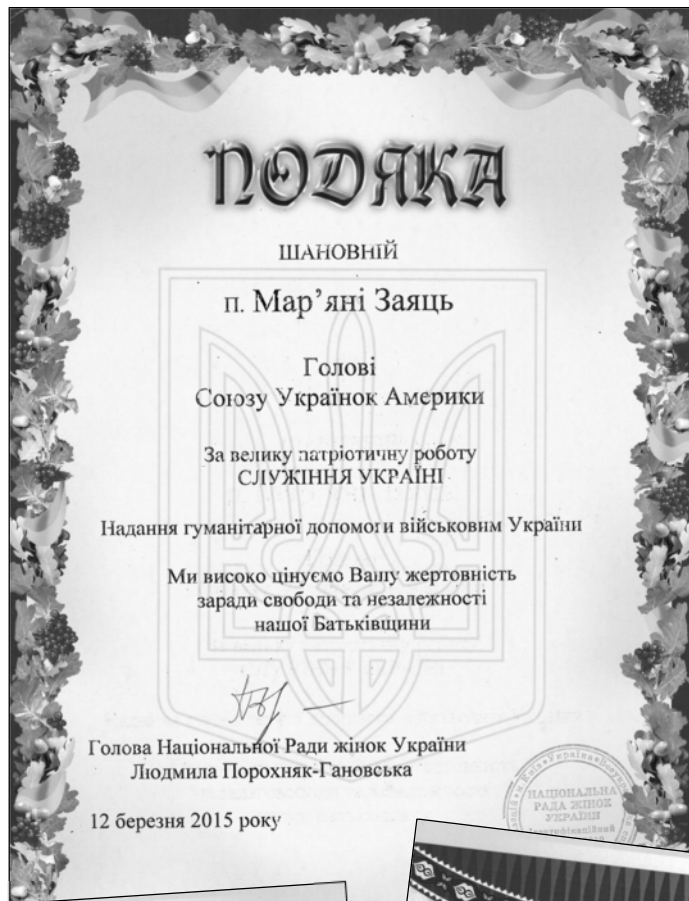 ПОДЯКА
ШАНОВНІЙ
п. Мар’яні Заяць
Голові
Союзу Українок Америки
За велику патріотичну роботу
СЛУЖІННЯ УКРАЇНІ
Надання гуманітарної допомоги військовим України
Ми високо цінуємо Вашу жертовність
заради свободи та незалежності
нашої Батьківщини
Голова Національної Ради жінок України
Людмила Порохняк-Гановська
12 березня 2015 року
НАЦІОНАЛЬНА
РАДА ЖІНОК
УКРАЇНИ